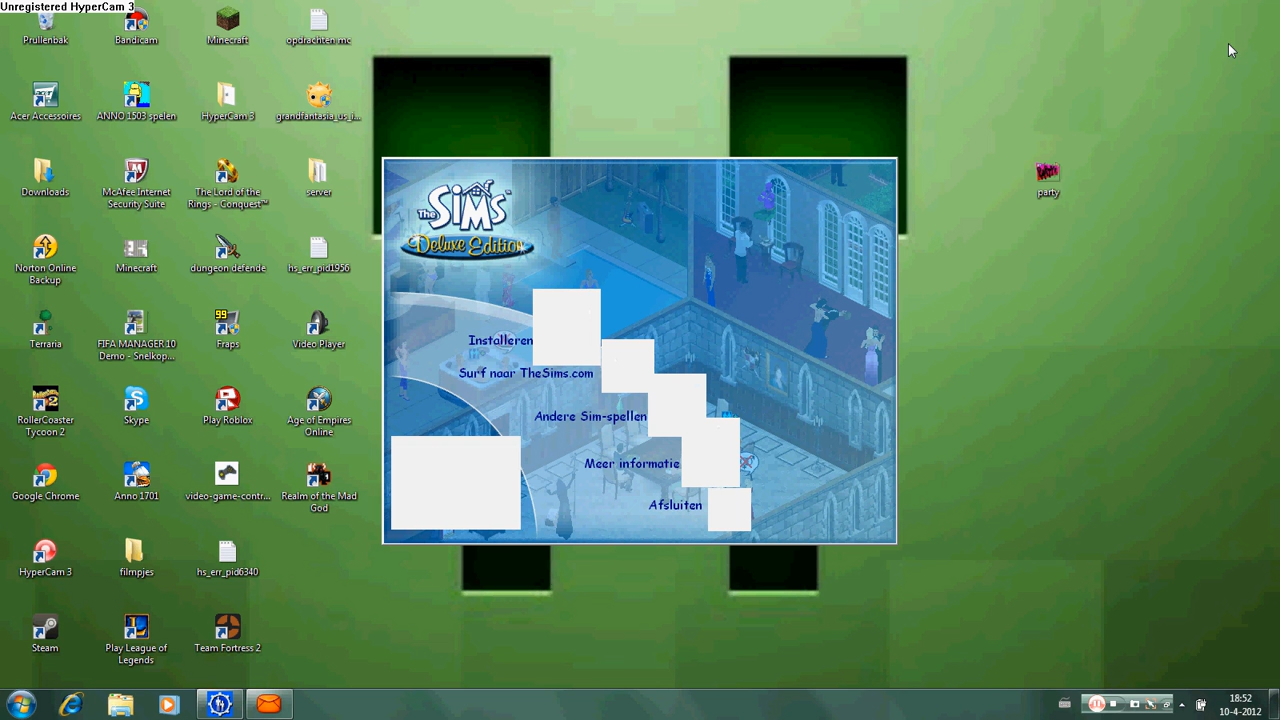 Unregistered HyperCam 3
Prullenbak
Bandicam
Minecraft
opdrachten mc
Acer Accessoires
ANNO 1503 spelen
HyperCam 3
grandfantasia_us_i...
Downloads
McAfee Internet
Security Suite
The Lord of the
Rings - Conquest™
server
party
Norton Online
Backup
Minecraft
dungeon defende
hs_err_pid1956
Terraria
FIFA MANAGER 10
Demo - Snelkop...
99
Fraps
Video Player
RollerCoaster
Tycoon 2
Skype
Play Roblox
Age of Empires
Online
Google Chrome
Anno 1701
video-game-contr...
Realm of the Mad
God
HyperCam 3
filmpjes
hs_err_pid6340
Steam
Play League of
Legends
Team Fortress 2
The SiMS™
Deluxe Edition
Installeren
Surf naar TheSims.com
Andere Sim-spellen
Meer informatie
Afsluiten
18:52
10-4-2012